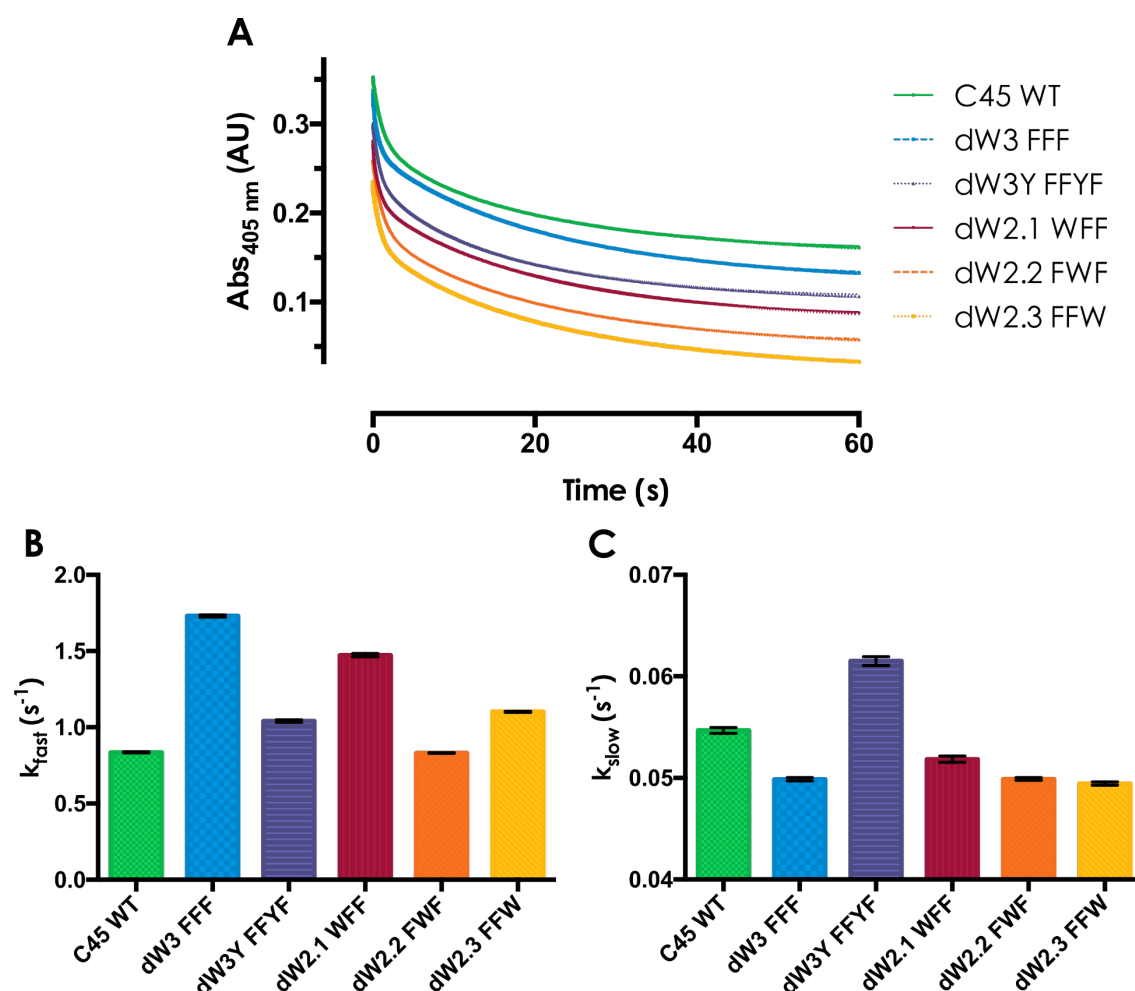 A
Abs405 nm (AU)
0.3
0.2
0.1
0
20
40
60
Time (s)
C45 WT
dW3 FFF
dW3Y FFYF
dW2.1 WFF
dW2.2 FWF
dW2.3 FFW
B
kfast (s-1)
2.0
1.5
1.0
0.5
0.0
C45 WT
dW3 FFF
dW3Y FFYF
dW2.1 WFF
dW2.2 FWF
dW2.3 FFW
C
kslow (s-1)
0.07
0.06
0.05
0.04
C45 WT
dW3 FFF
dW3Y FFYF
dW2.1 WFF
dW2.2 FWF
dW2.3 FFW